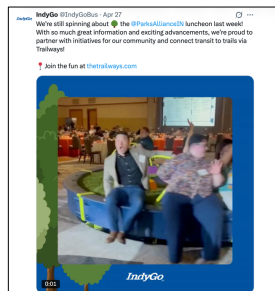 IndyGo
IndyGo @IndyGoBus · Apr 27
We're still spinning about 🌳 the @ParksAllianceIN luncheon last week!
With so much great information and exciting advancements, we're proud to
partner with initiatives for our community and connect transit to trails via
Trailways!
📍 Join the fun at thetrailways.com
IndyGo
0:01